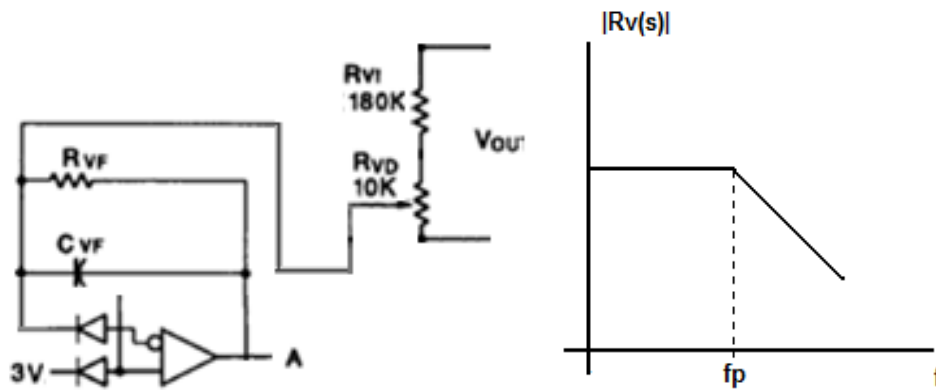 RVI
180K
RVD
10K
VOUT
RVF
CVF
3V
A
|Rv(s)|
fp
f